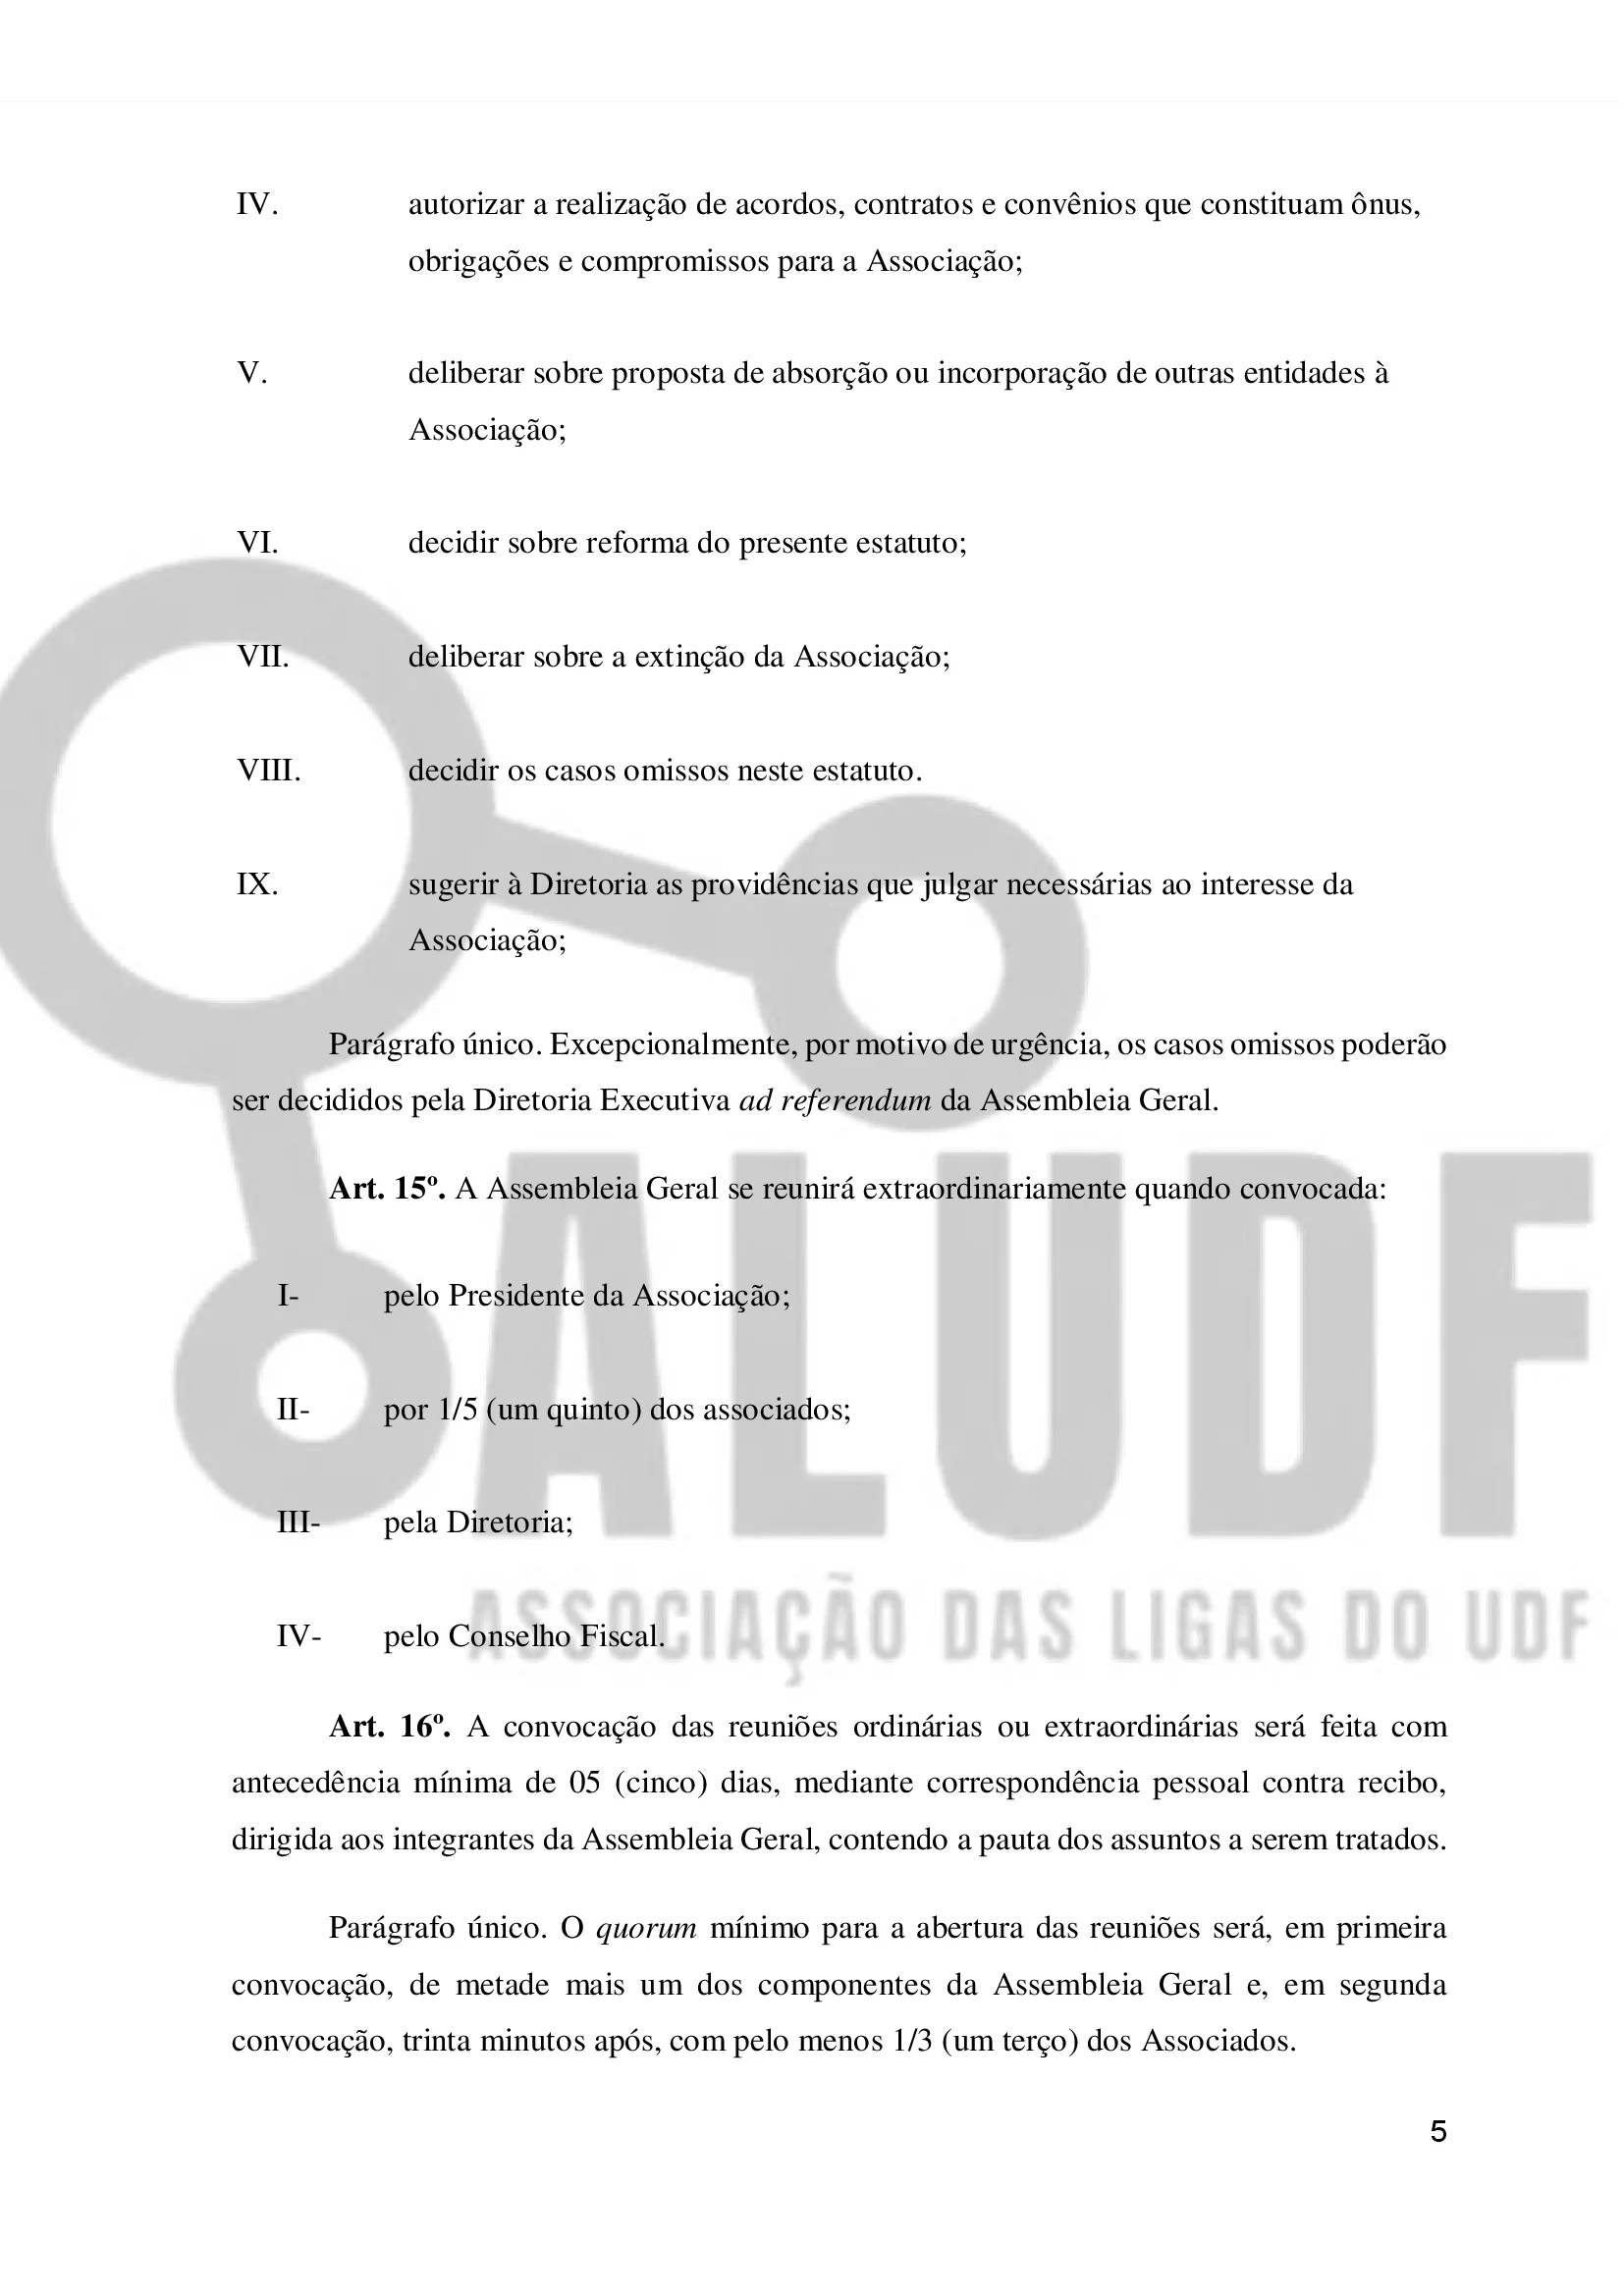 IV. autorizar a realização de acordos, contratos e convênios que constituam ônus,
obrigações e compromissos para a Associação;
V. deliberar sobre proposta de absorção ou incorporação de outras entidades à
Associação;
VI. decidir sobre reforma do presente estatuto;
VII. deliberar sobre a extinção da Associação;
VIII. decidir os casos omissos neste estatuto.
IX. sugerir à Diretoria as providências que julgar necessárias ao interesse da
Associação;
Parágrafo único. Excepcionalmente, por motivo de urgência, os casos omissos poderão
ser decididos pela Diretoria Executiva ad referendum da Assembleia Geral.
Art. 15º. A Assembleia Geral se reunirá extraordinariamente quando convocada:
I- pelo Presidente da Associação;
II- por 1/5 (um quinto) dos associados;
III- pela Diretoria;
IV- pelo Conselho Fiscal.
ALUDF
ASSOCIAÇÃO DAS LIGAS DO UDF
Art. 16º. A convocação das reuniões ordinárias ou extraordinárias será feita com
antecedência mínima de 05 (cinco) dias, mediante correspondência pessoal contra recibo,
dirigida aos integrantes da Assembleia Geral, contendo a pauta dos assuntos a serem tratados.
Parágrafo único. O quorum mínimo para a abertura das reuniões será, em primeira
convocação, de metade mais um dos componentes da Assembleia Geral e, em segunda
convocação, trinta minutos após, com pelo menos 1/3 (um terço) dos Associados.
5